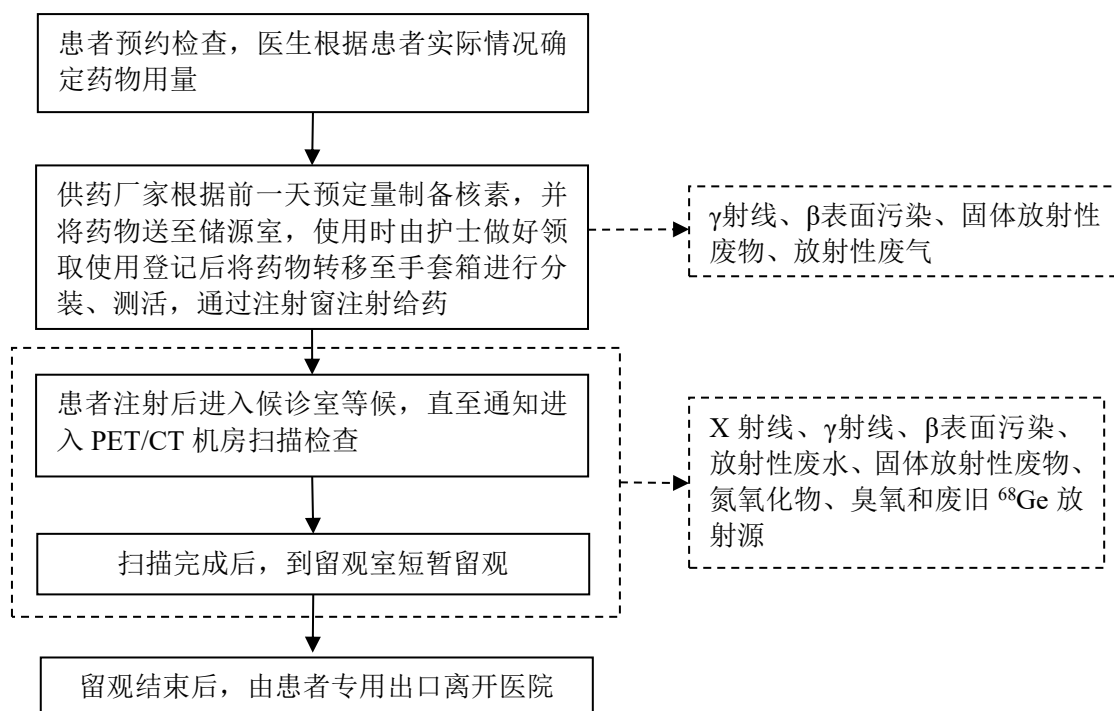 患者预约检查，医生根据患者实际情况确
定药物用量
供药厂家根据前一天预定量制备核素，并
将药物送至储源室，使用时由护士做好领
取使用登记后将药物转移至手套箱进行分
装、测活，通过注射窗注射给药
γ射线、β表面污染、固体放射性
废物、放射性废气
患者注射后进入候诊室等候，直至通知进
入 PET/CT 机房扫描检查
X 射线、γ射线、β表面污染、
放射性废水、固体放射性废物、
氮氧化物、臭氧和废旧 ⁶⁸Ge 放
射源
扫描完成后，到留观室短暂留观
留观结束后，由患者专用出口离开医院